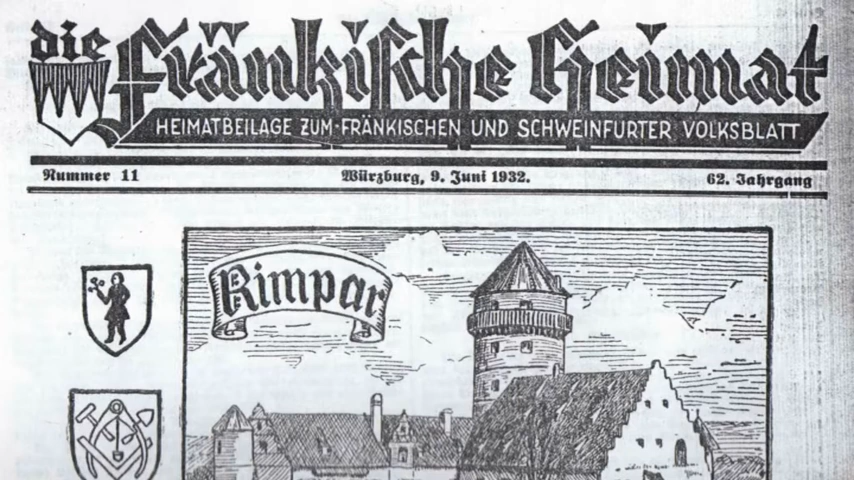 die Fränkische Heimat
HEIMATBEILAGE ZUM FRÄNKISCHEN UND SCHWEINFURTER VOLKSBLATT
Nummer 11 Würzburg, 9. Juni 1932. 62. Jahrgang
Rimpar